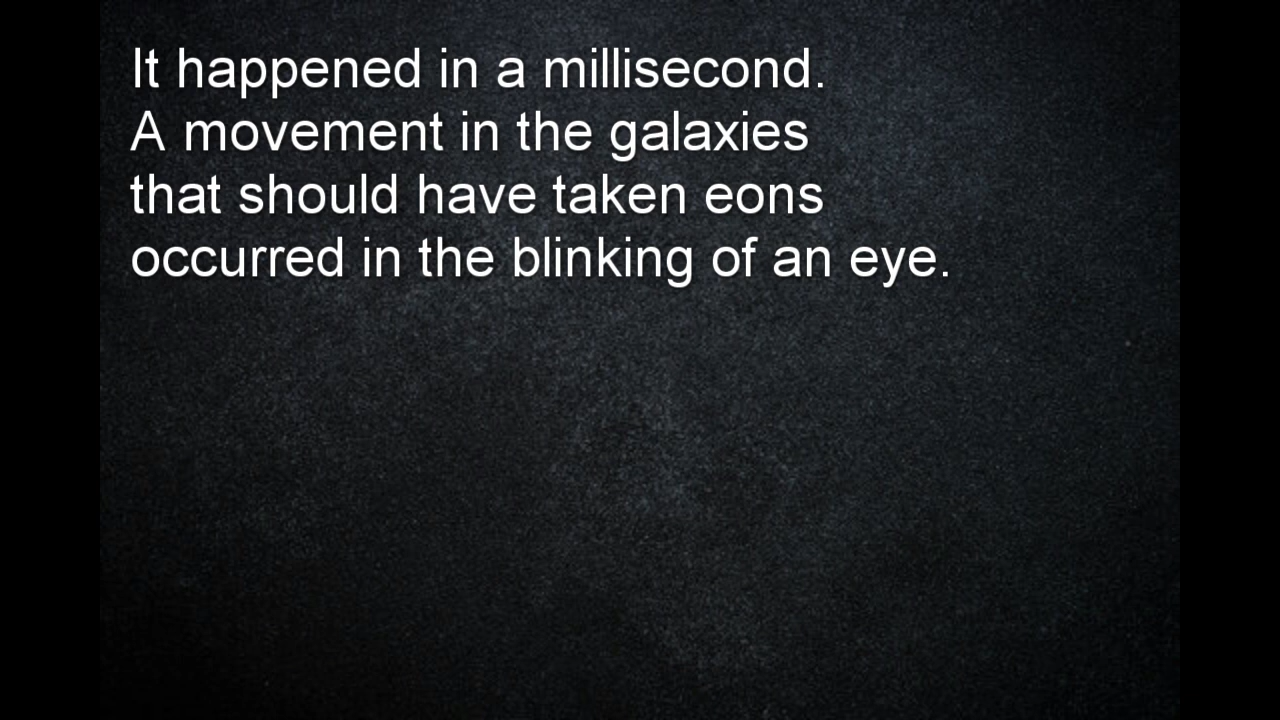 It happened in a millisecond.
A movement in the galaxies
that should have taken eons
occurred in the blinking of an eye.